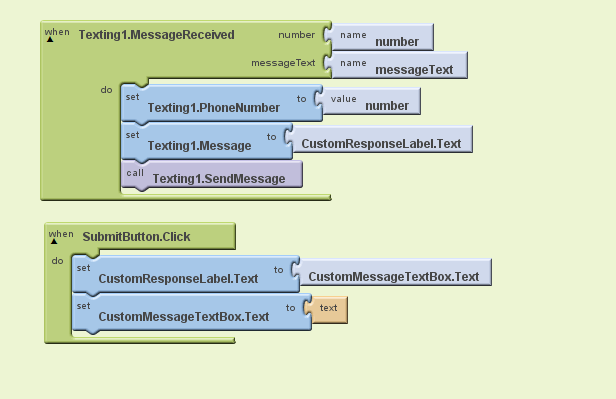 when Texting1.MessageReceived number name number
messageText name messageText
do set Texting1.PhoneNumber to value number
set Texting1.Message to CustomResponseLabel.Text
call Texting1.SendMessage
when SubmitButton.Click
do set CustomResponseLabel.Text to CustomMessageTextBox.Text
set CustomMessageTextBox.Text to text